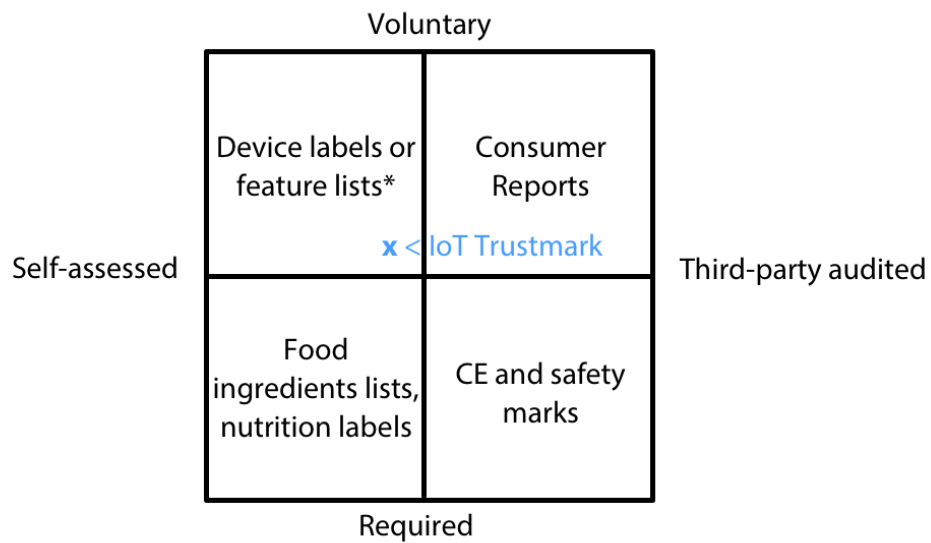 Voluntary
Device labels or
feature lists*
Consumer
Reports
x < IoT Trustmark
Self-assessed
Third-party audited
Food
ingredients lists,
nutrition labels
CE and safety
marks
Required